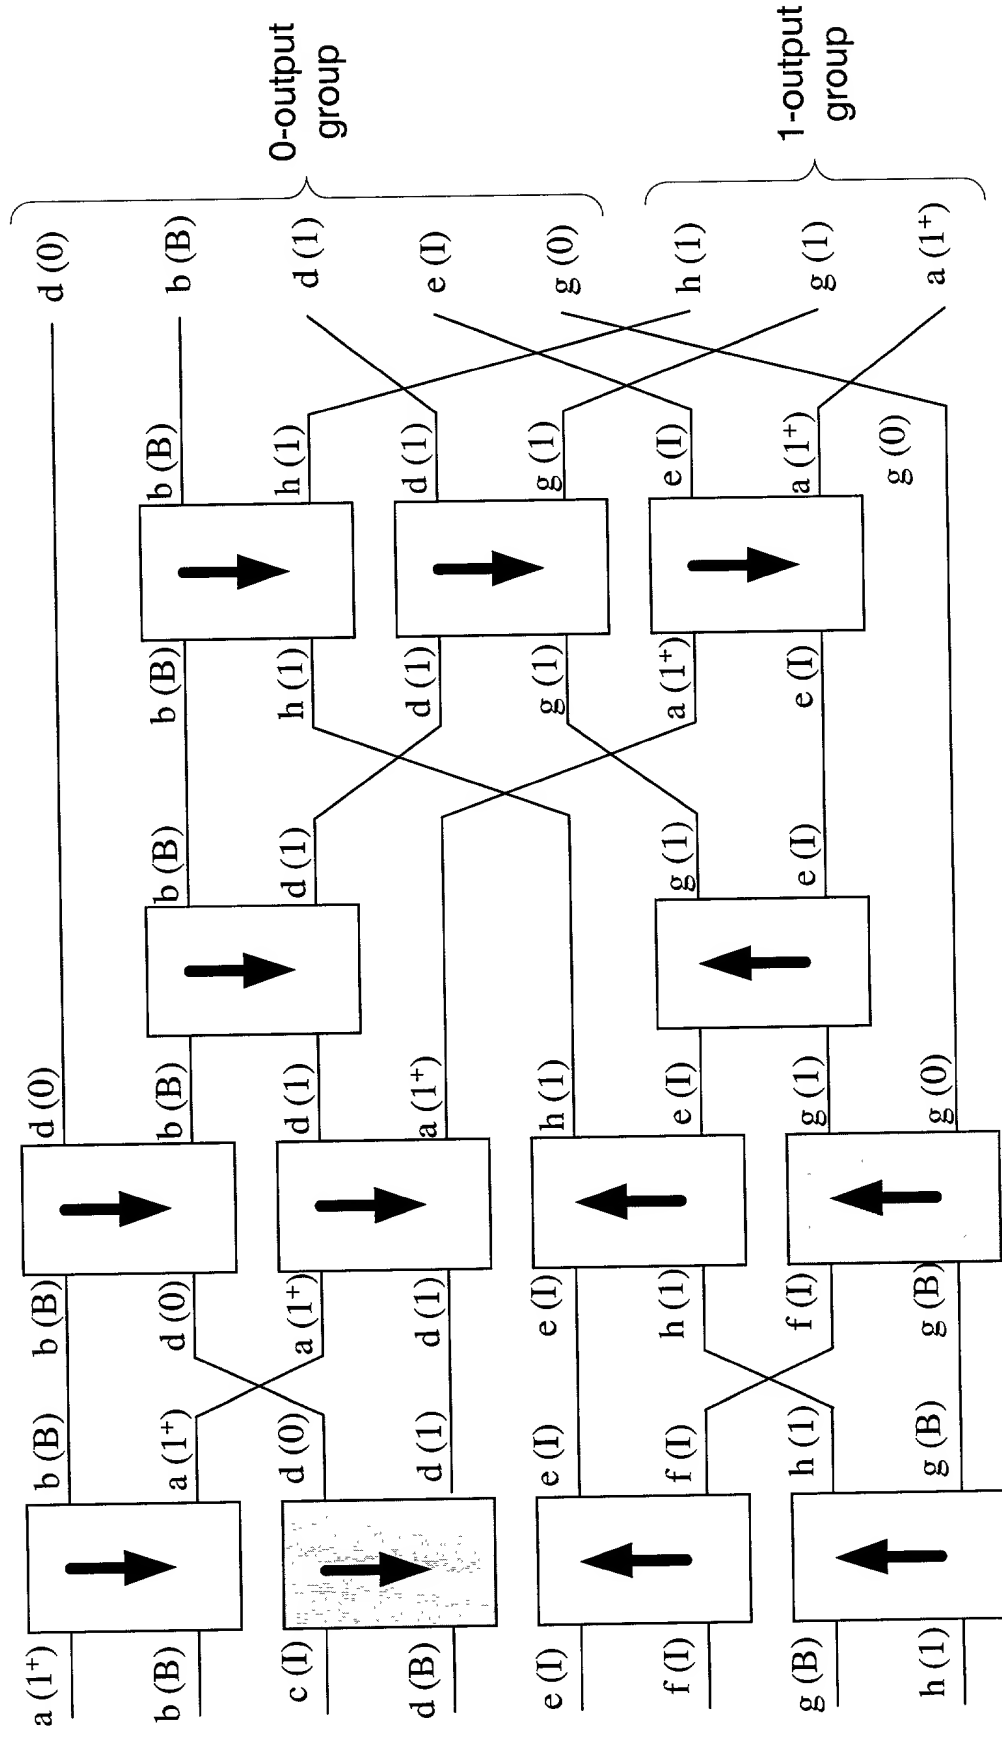 a (1⁺)
b (B)
c (I)
d (B)
e (I)
f (I)
g (B)
h (1)
b (B)
a (1⁺)
d (0)
d (1)
e (I)
f (I)
h (1)
g (B)
b (B)
d (0)
a (1⁺)
d (1)
e (I)
h (1)
f (I)
g (B)
d (0)
b (B)
d (1)
a (1⁺)
h (1)
e (I)
g (1)
g (0)
b (B)
d (1)
g (1)
e (I)
b (B)
h (1)
d (1)
g (1)
a (1⁺)
e (I)
b (B)
h (1)
d (1)
g (1)
e (I)
a (1⁺)
g (0)
d (0)
b (B)
d (1)
e (I)
g (0)
h (1)
g (1)
a (1⁺)
0-output
group
1-output
group